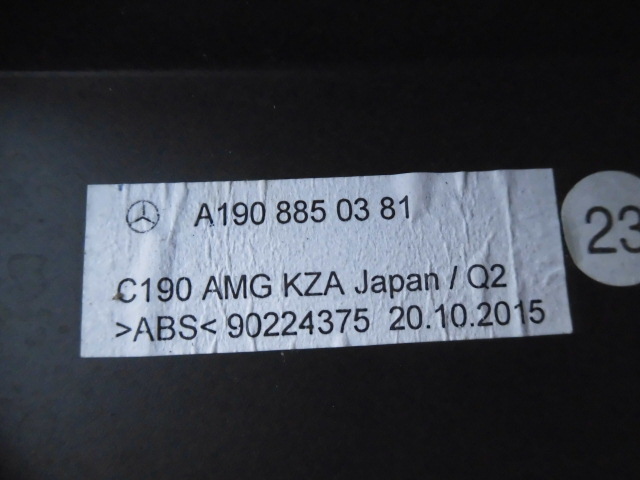 A190 885 03 81
C190 AMG KZA Japan / Q2
>ABS< 90224375 20.10.2015
23